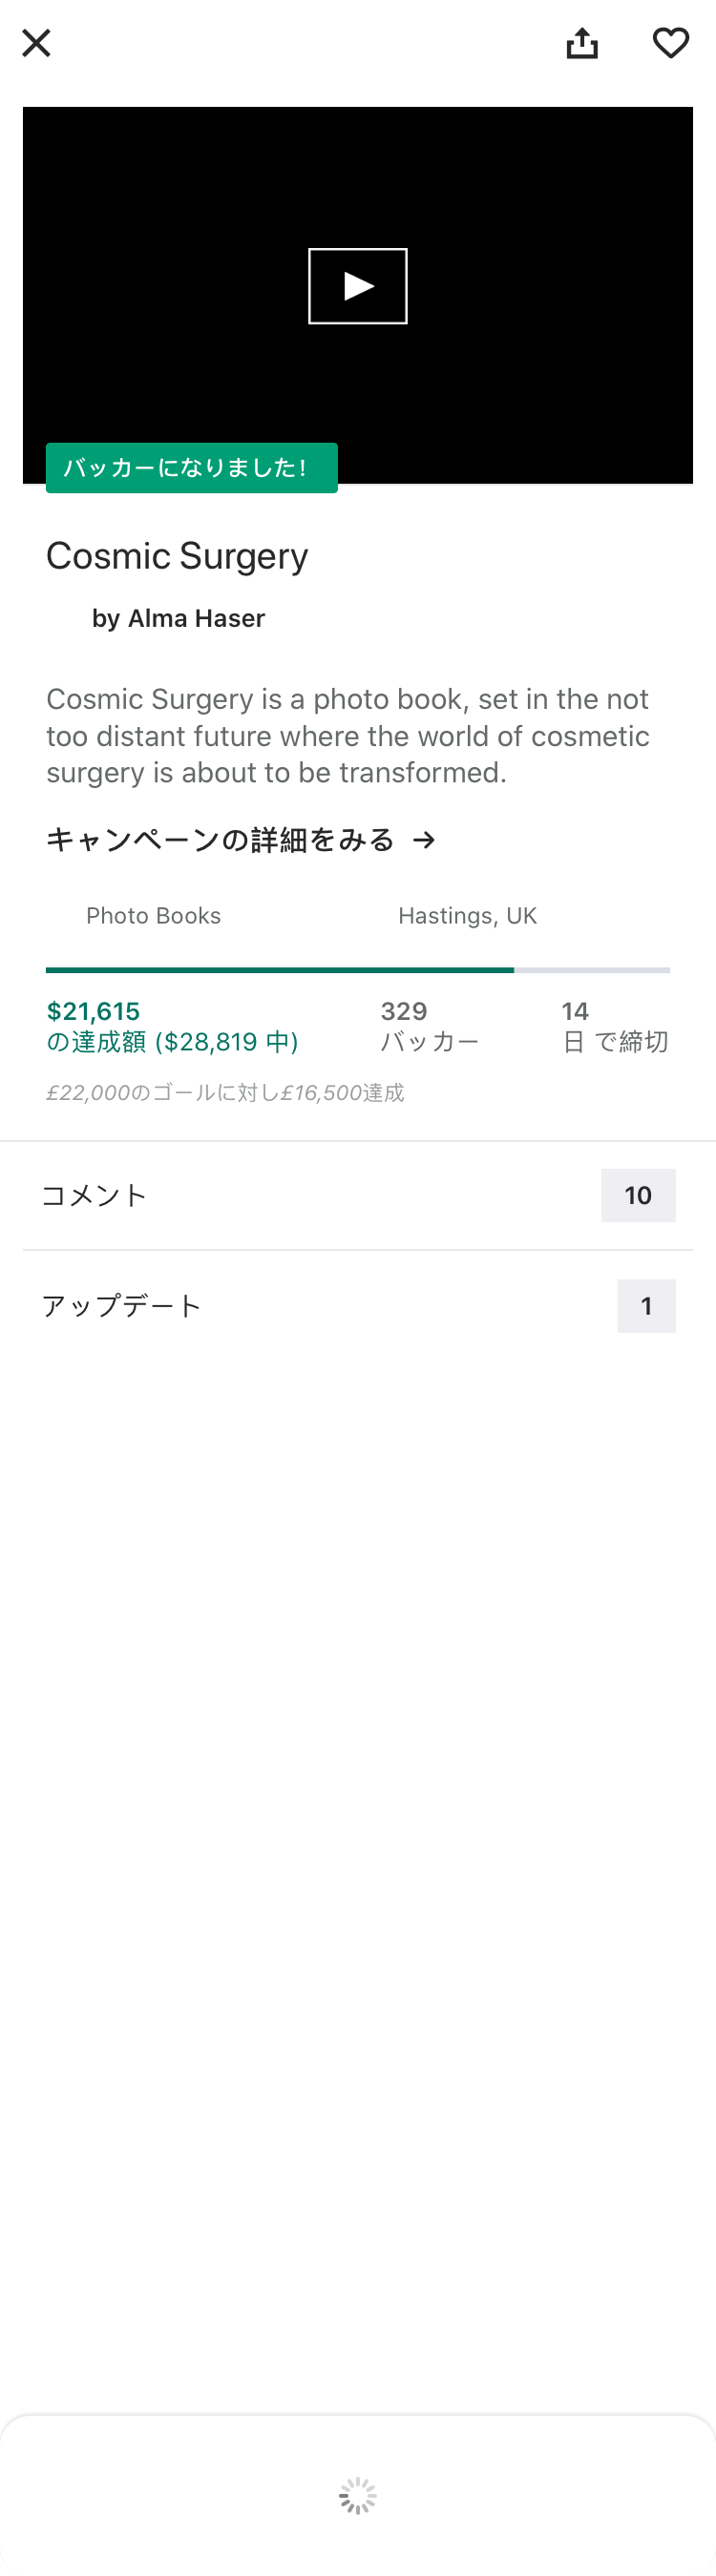 バッカーになりました!
Cosmic Surgery
by Alma Haser
Cosmic Surgery is a photo book, set in the not
too distant future where the world of cosmetic
surgery is about to be transformed.
キャンペーンの詳細をみる →
Photo Books Hastings, UK
$21,615 329 14
の達成額 ($28,819 中) バッカー 日 で締切
£22,000のゴールに対し£16,500達成
コメント 10
アップデート 1